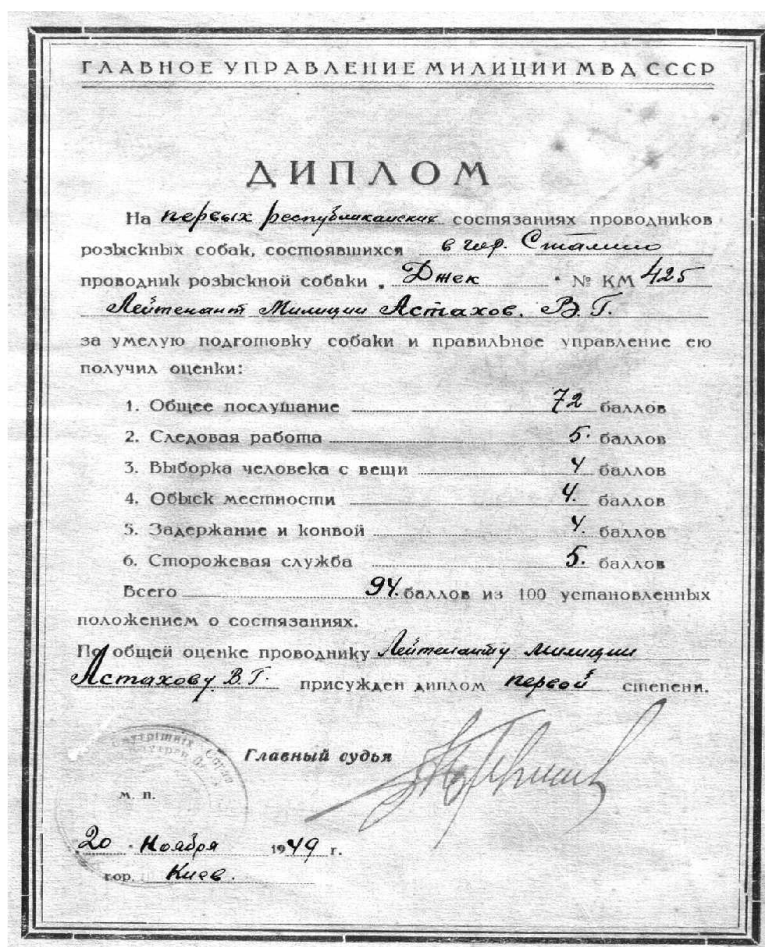 ГЛАВНОЕ УПРАВЛЕНИЕ МИЛИЦИИ МВД СССР
ДИПЛОМ
На первых республиканских состязаниях проводников
розыскных собак, состоявшихся в гор. Сталино
проводник розыскной собаки „Джек" № КМ 425
Лейтенант Милиции Астахов. В. Г.
за умелую подготовку собаки и правильное управление ею
получил оценки:
1. Общее послушание 72 баллов
2. Следовая работа 5. баллов
3. Выборка человека с вещи 4 баллов
4. Обыск местности 4. баллов
5. Задержание и конвой 4. баллов
6. Сторожевая служба 5. баллов
Всего 94. баллов из 100 установленных
положением о состязаниях.
По общей оценке проводнику Лейтенанту милиции
Астахову В.Г. присужден диплом первой степени.
Главный судья
м. п.
20 Ноября 1949 г.
гор. Киев.